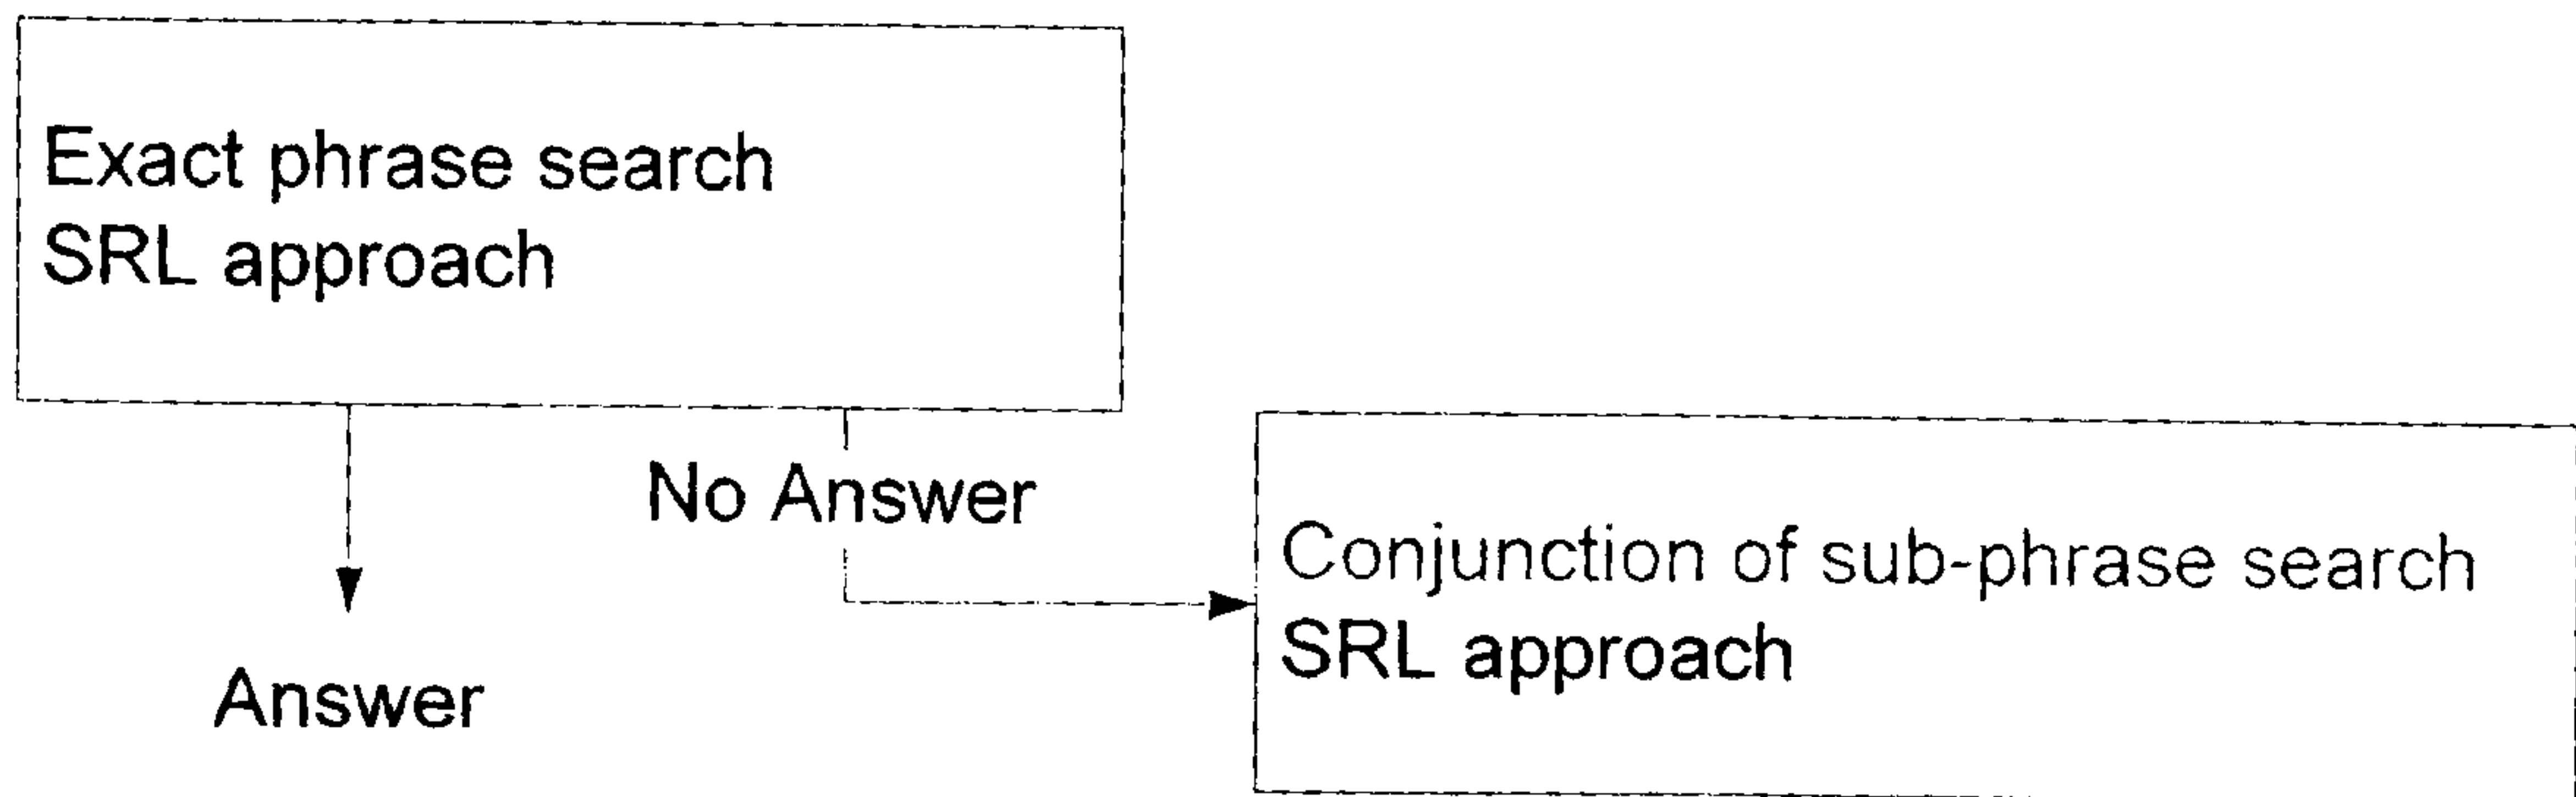 Exact phrase search
SRL approach
No Answer
Conjunction of sub-phrase search
SRL approach
Answer